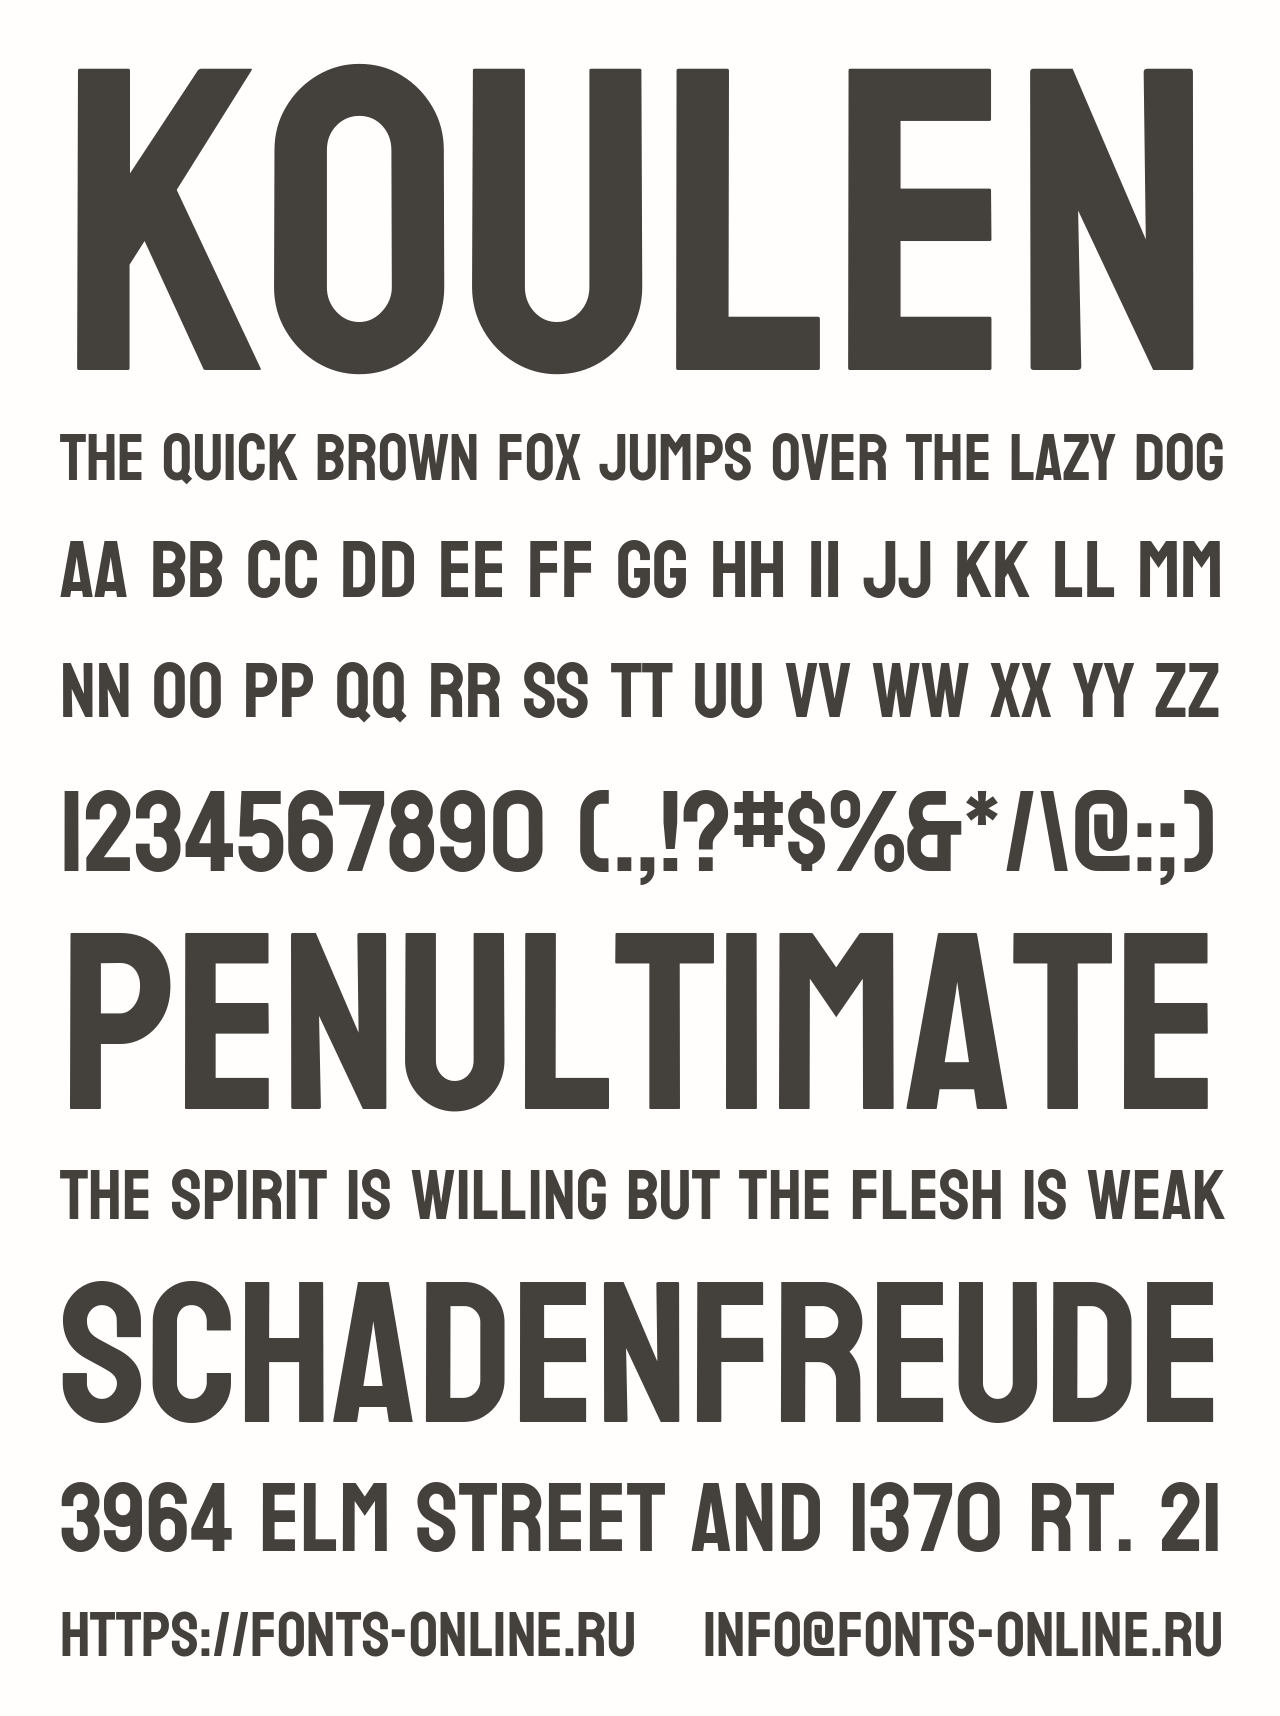 KOULEN
THE QUICK BROWN FOX JUMPS OVER THE LAZY DOG
AA BB CC DD EE FF GG HH II JJ KK LL MM
NN OO PP QQ RR SS TT UU VV WW XX YY ZZ
1234567890 (.,!?#$%&*/\@:;)
PENULTIMATE
THE SPIRIT IS WILLING BUT THE FLESH IS WEAK
SCHADENFREUDE
3964 ELM STREET AND 1370 RT. 21
HTTPS://FONTS-ONLINE.RU INFO@FONTS-ONLINE.RU